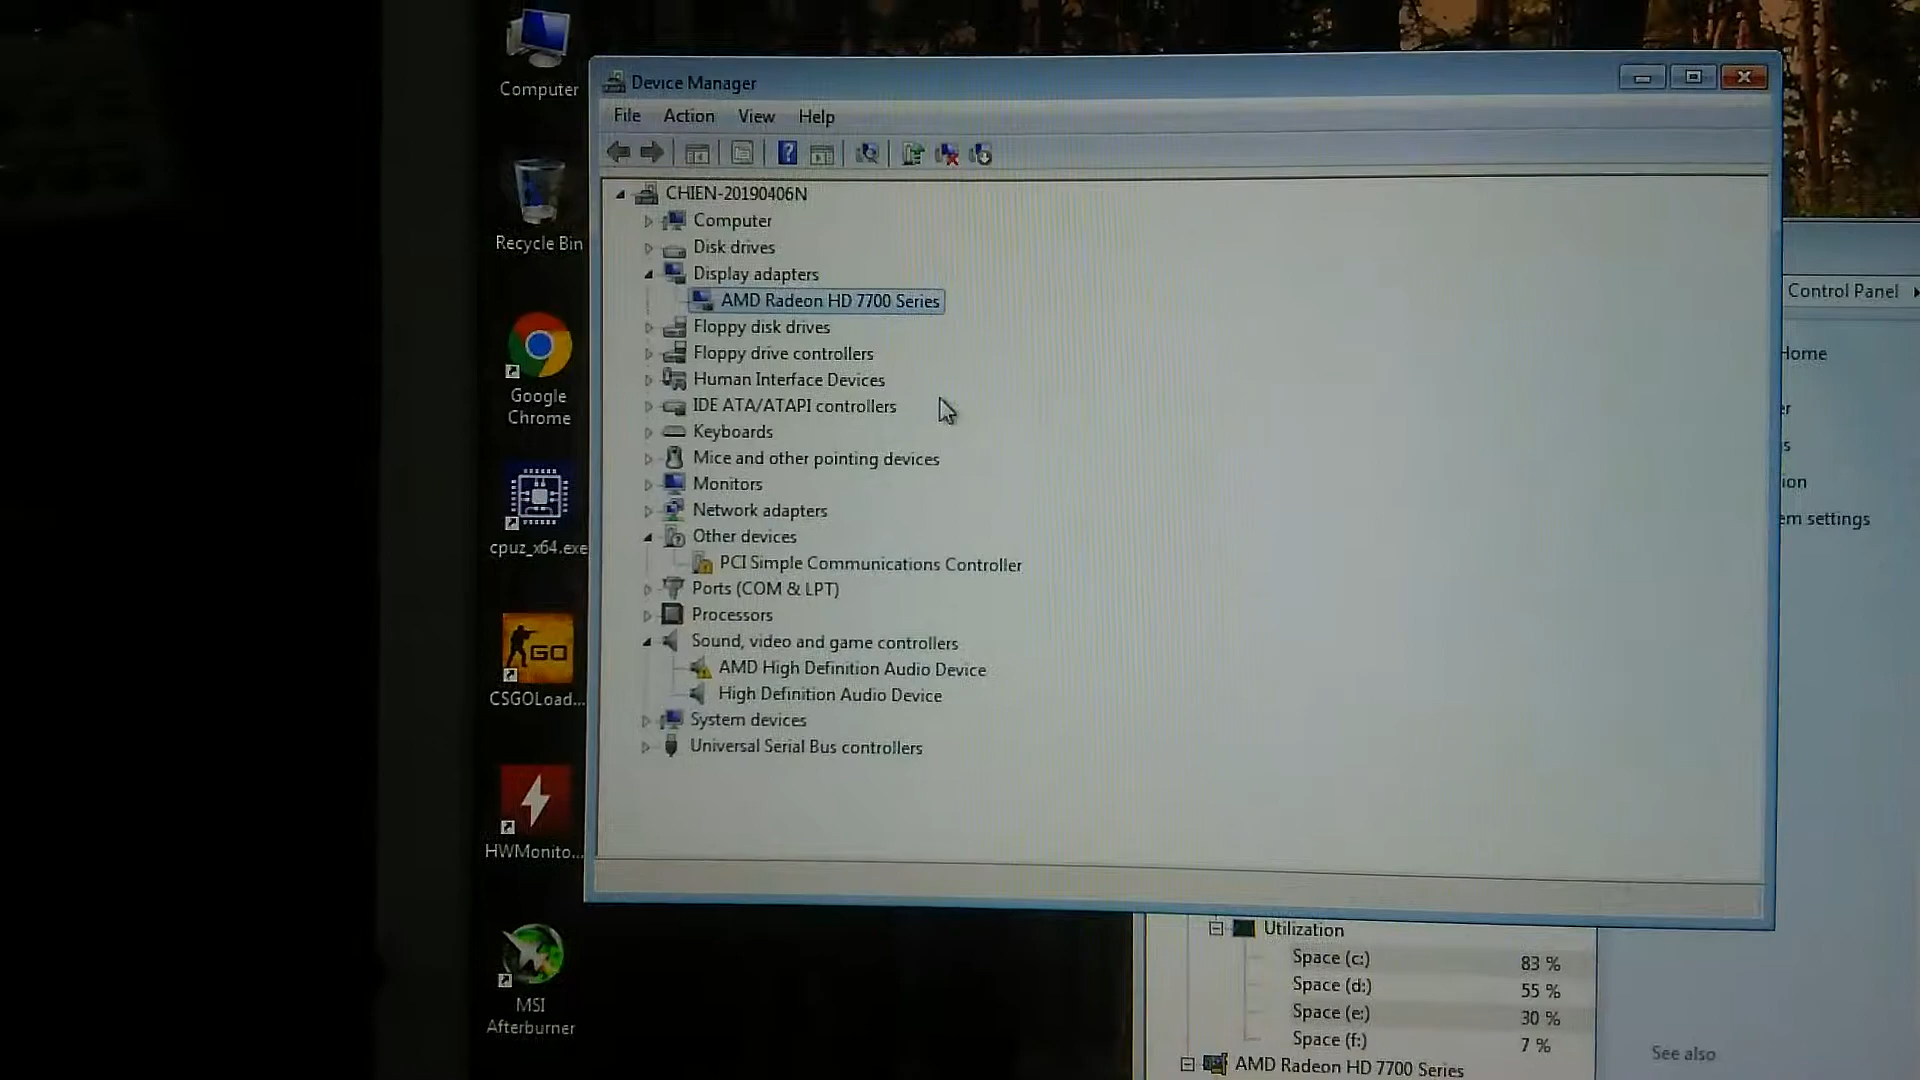 Computer
Recycle Bin
Google
Chrome
cpuz_x64.exe
CSGOLoad...
GO
HWMonito...
MSI
Afterburner
Device Manager
File Action View Help
CHIEN-20190406N
Computer
Disk drives
Display adapters
AMD Radeon HD 7700 Series
Floppy disk drives
Floppy drive controllers
Human Interface Devices
IDE ATA/ATAPI controllers
Keyboards
Mice and other pointing devices
Monitors
Network adapters
Other devices
PCI Simple Communications Controller
Ports (COM & LPT)
Processors
Sound, video and game controllers
AMD High Definition Audio Device
High Definition Audio Device
System devices
Universal Serial Bus controllers
Control Panel
Home
em settings
Utilization
Space (c:) 83 %
Space (d:) 55 %
Space (e:) 30 %
Space (f:) 7 %
AMD Radeon HD 7700 Series
See also